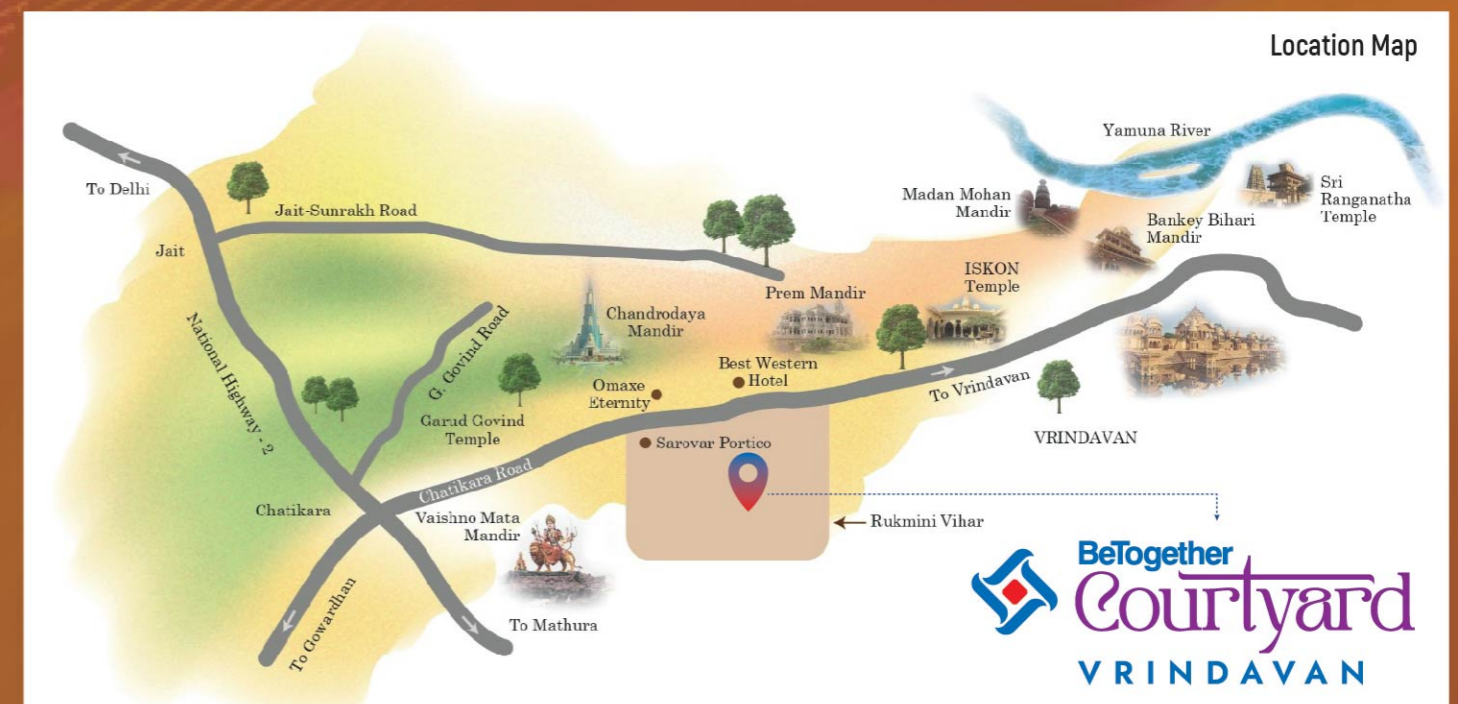 Location Map
Yamuna River
To Delhi
Madan Mohan
Mandir
Sri
Ranganatha
Temple
Jait-Sunrakh Road
Bankey Bihari
Mandir
Jait
ISKON
Temple
Prem Mandir
Chandrodaya
Mandir
National Highway - 2
G. Govind Road
Best Western
Hotel
Omaxe
Eternity
To Vrindavan
Garud Govind
Temple
Sarovar Portico
VRINDAVAN
Chatikara Road
Chatikara
Vaishno Mata
Mandir
Rukmini Vihar
To Gowardhan
To Mathura
BeTogether
Courtyard
VRINDAVAN